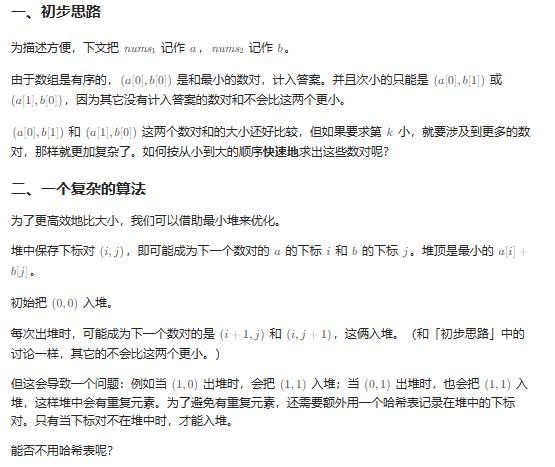 一、初步思路
为描述方便，下文把 nums₁ 记作 a，nums₂ 记作 b。
由于数组是有序的，(a[0],b[0]) 是和最小的数对，计入答案。并且次小的只能是 (a[0],b[1]) 或
(a[1],b[0])，因为其它没有计入答案的数对和不会比这两个更小。
(a[0],b[1]) 和 (a[1],b[0]) 这两个数对和的大小还好比较，但如果要求第 k 小，就要涉及到更多的数
对，那样就更加复杂了。如何按从小到大的顺序快速地求出这些数对呢？
二、一个复杂的算法
为了更高效地比大小，我们可以借助最小堆来优化。
堆中保存下标对 (i,j)，即可能成为下一个数对的 a 的下标 i 和 b 的下标 j。堆顶是最小的 a[i]+
b[j]。
初始把 (0,0) 入堆。
每次出堆时，可能成为下一个数对的是 (i+1,j) 和 (i,j+1)，这俩入堆。（和「初步思路」中的
讨论一样，其它的不会比这两个更小。）
但这会导致一个问题：例如当 (1,0) 出堆时，会把 (1,1) 入堆；当 (0,1) 出堆时，也会把 (1,1) 入
堆，这样堆中会有重复元素。为了避免有重复元素，还需要额外用一个哈希表记录在堆中的下标
对。只有当下标对不在堆中时，才能入堆。
能否不用哈希表呢？